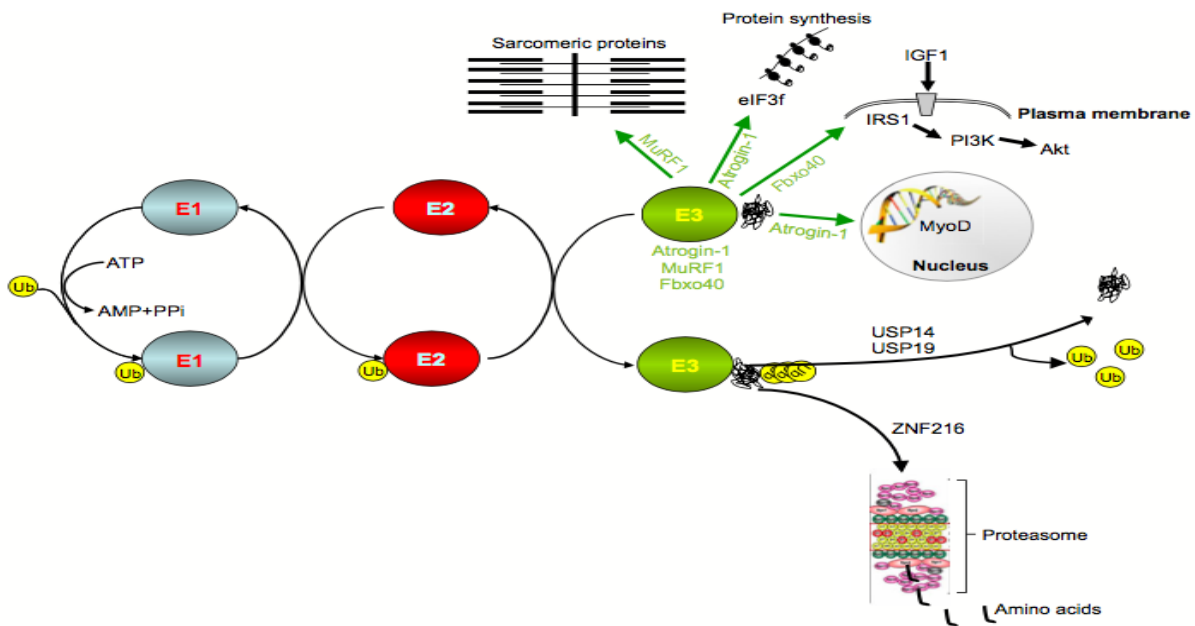 Protein synthesis
Sarcomeric proteins
IGF1
eIF3f
Plasma membrane
IRS1
PI3K
Akt
MuRF1
Atrogin-1
Fbxo40
E1
E2
E3
Atrogin-1
MyoD
Nucleus
Atrogin-1
MuRF1
Fbxo40
ATP
Ub
AMP+PPi
USP14
USP19
E1
Ub
E2
Ub
E3
Ub
Ub
Ub
ZNF216
Proteasome
Amino acids